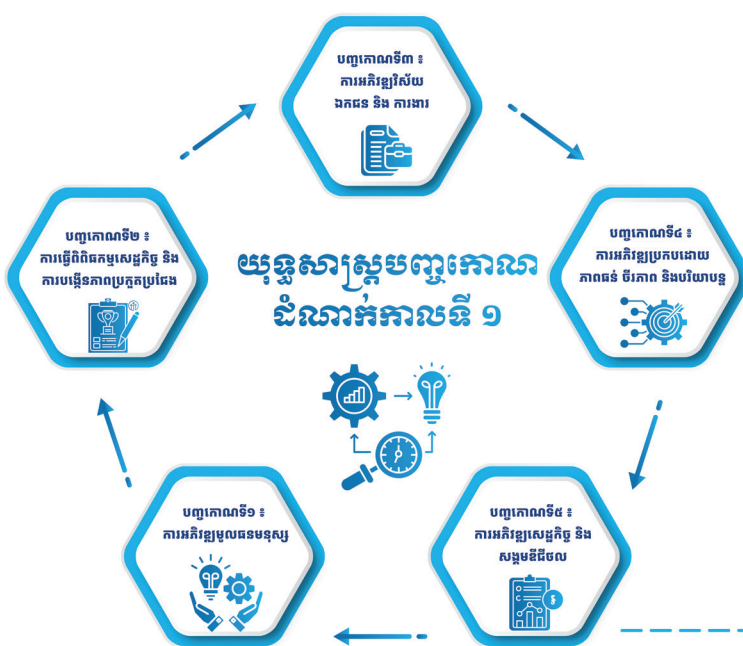 បញ្ចកោណទី៣ ៖
ការអភិវឌ្ឍវិស័យ
ឯកជន និង ការងារ
បញ្ចកោណទី២ ៖
ការធ្វើពិពិធកម្មសេដ្ឋកិច្ច និង
ការបង្កើនភាពប្រកួតប្រជែង
យុទ្ធសាស្ត្របញ្ចកោណ
ដំណាក់កាលទី ១
បញ្ចកោណទី៤ ៖
ការអភិវឌ្ឍប្រកបដោយ
ភាពធន់ ចីរភាព និងបរិយាបន្ន
បញ្ចកោណទី១ ៖
ការអភិវឌ្ឍមូលធនមនុស្ស
បញ្ចកោណទី៥ ៖
ការអភិវឌ្ឍសេដ្ឋកិច្ច និង
សង្គមឌីជីថល